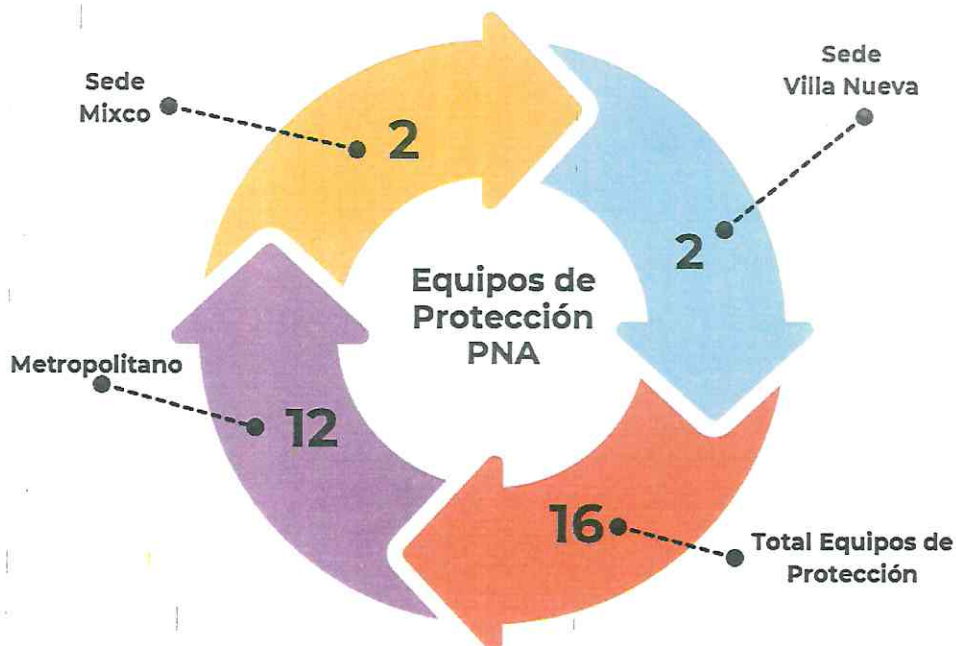 Sede
Mixco
2
Sede
Villa Nueva
2
Equipos de
Protección
PNA
Metropolitano
12
16
Total Equipos de
Protección